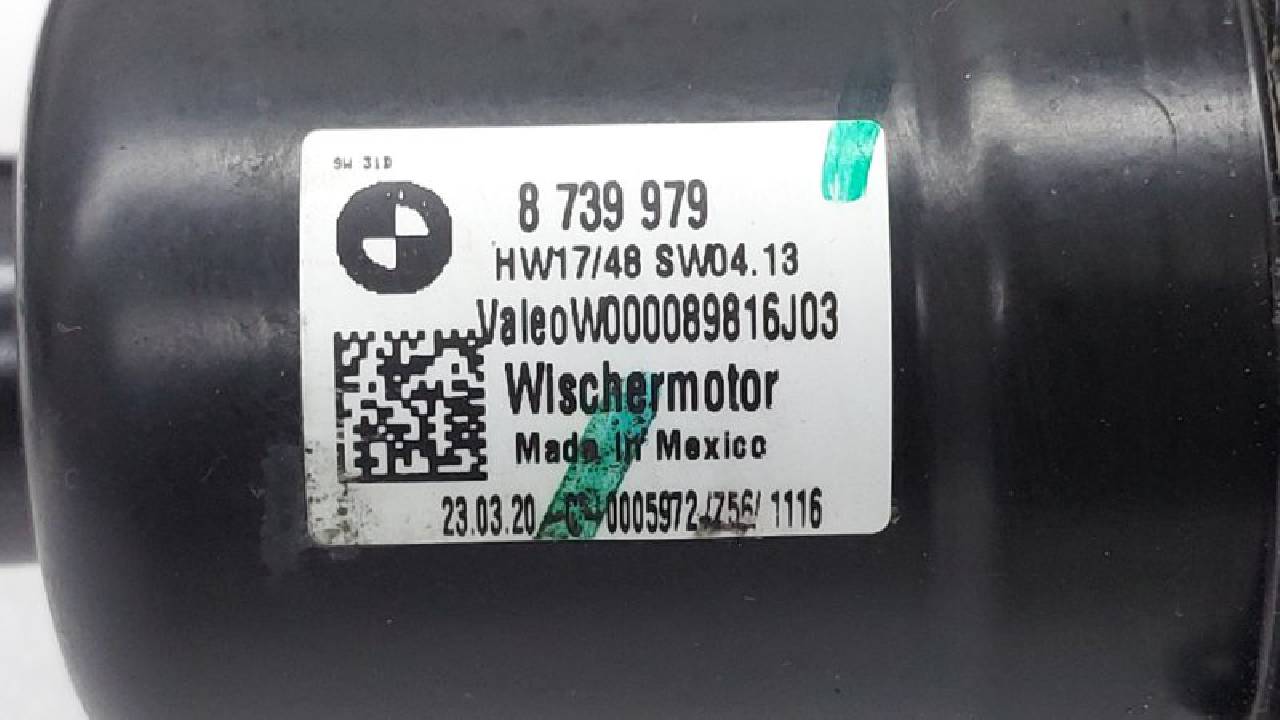 SW 31D
8 739 979
HW17/48 SW04.13
ValeoW000089816J03
Wischermotor
Made In Mexico
23.03.20 0005972/Z56/ 1116